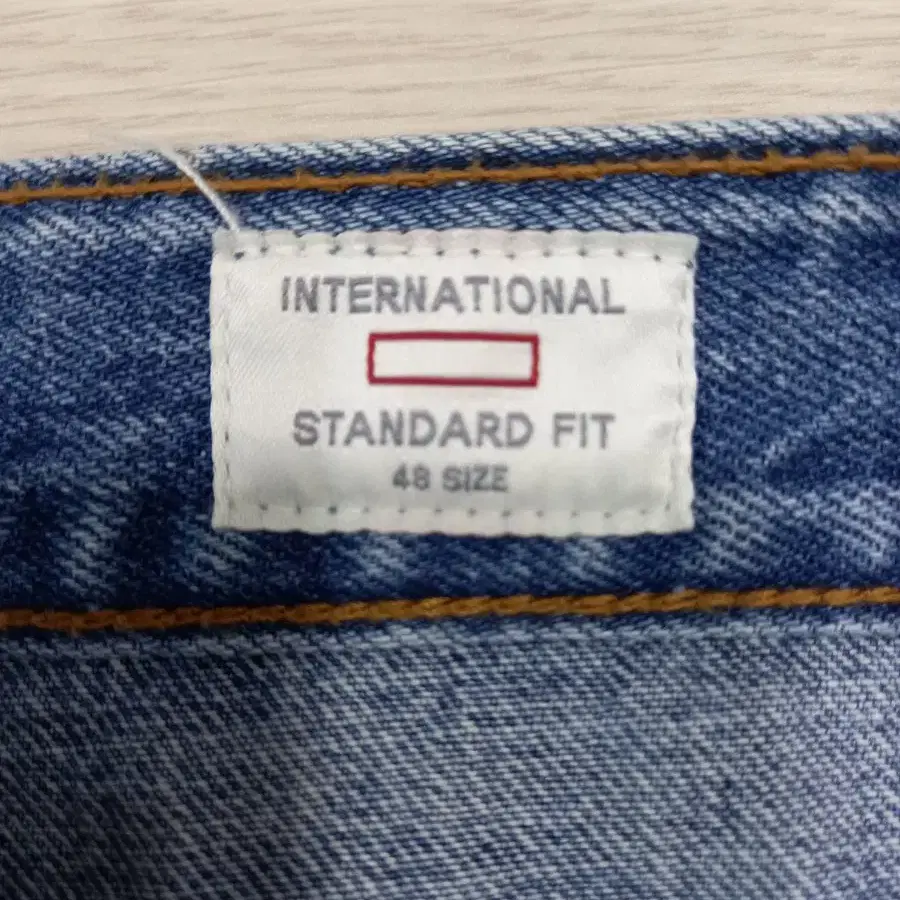 INTERNATIONAL
STANDARD FIT
48 SIZE